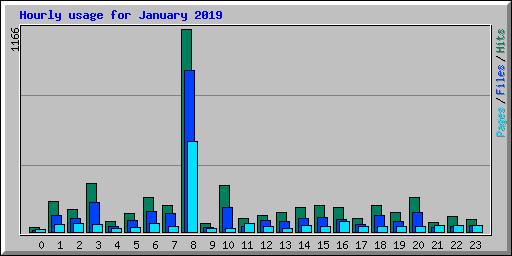 Hourly usage for January 2019
1166
Pages/Files/Hits
0 1 2 3 4 5 6 7 8 9 10 11 12 13 14 15 16 17 18 19 20 21 22 23